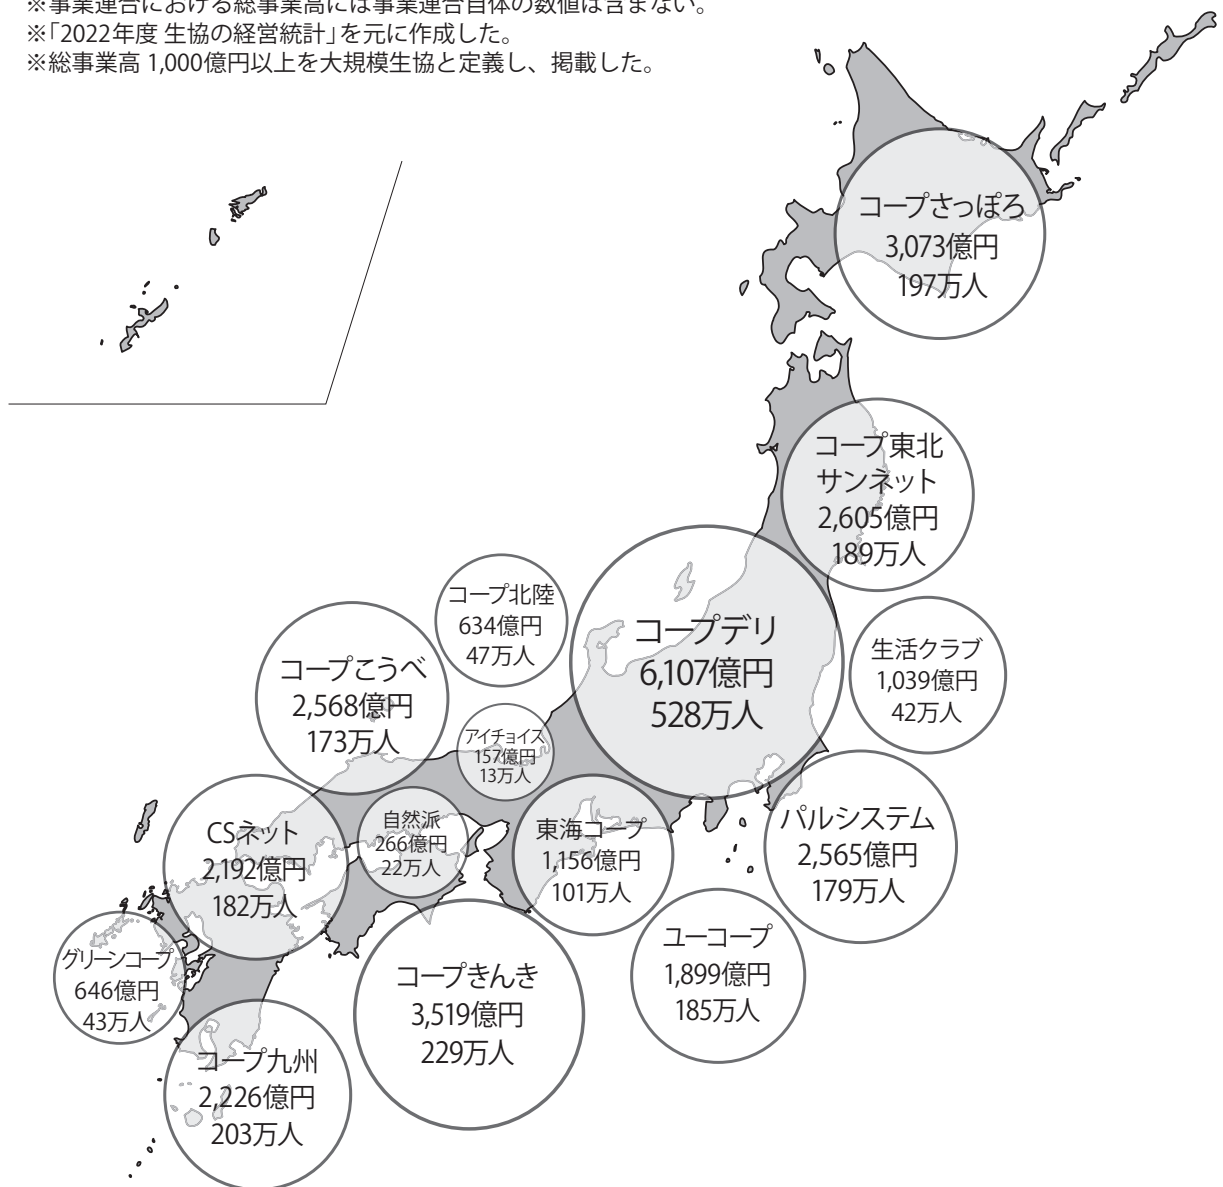 ※事業連合における総事業高には事業連合自体の数値は含まない。
※「2022年度 生協の経営統計」を元に作成した。
※総事業高 1,000億円以上を大規模生協と定義し、掲載した。
コープさっぽろ
3,073億円
197万人
コープ東北
サンネット
2,605億円
189万人
コープ北陸
634億円
47万人
コープデリ
6,107億円
528万人
生活クラブ
1,039億円
42万人
コープこうべ
2,568億円
173万人
アイチョイス
157億円
13万人
CSネット
2,192億円
182万人
自然派
266億円
22万人
東海コープ
1,156億円
101万人
パルシステム
2,565億円
179万人
グリーンコープ
646億円
43万人
コープきんき
3,519億円
229万人
ユーコープ
1,899億円
185万人
コープ九州
2,226億円
203万人